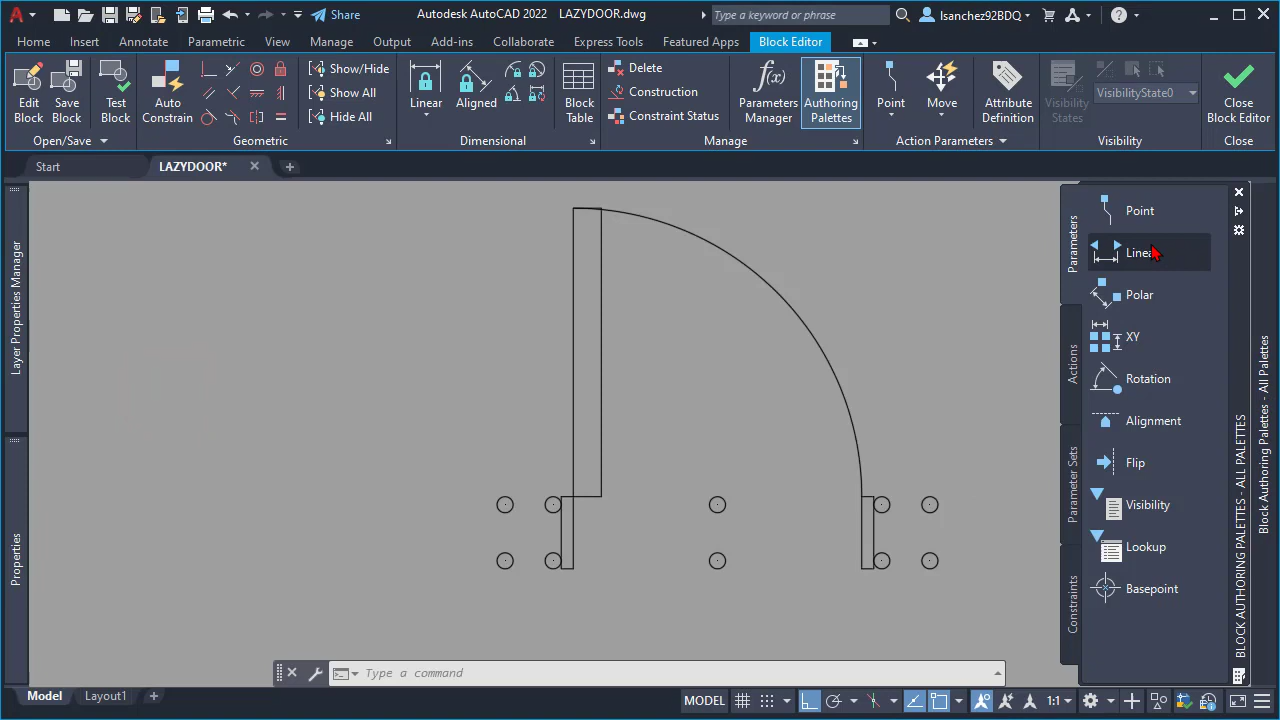 Share
Autodesk AutoCAD 2022 LAZYDOOR.dwg
Type a keyword or phrase
lsanchez92BDQ
Home Insert Annotate Parametric View Manage Output Add-ins Collaborate Express Tools Featured Apps Block Editor
Edit Block
Save Block
Test Block
Open/Save
Auto Constrain
Show/Hide
Show All
Hide All
Geometric
Linear
Aligned
Block Table
Dimensional
Delete
Construction
Constraint Status
f(x)
Parameters Manager
Authoring Palettes
Manage
Point
Move
Attribute Definition
Action Parameters
Visibility States
VisibilityState0
Visibility
Close Block Editor
Close
Start
LAZYDOOR*
Layer Properties Manager
Properties
Parameters
Actions
Parameter Sets
Constraints
Point
Linear
Polar
XY
Rotation
Alignment
Flip
Visibility
Lookup
Basepoint
BLOCK AUTHORING PALETTES - ALL PALETTES
Block Authoring Palettes - All Palettes
Type a command
Model
Layout1
MODEL
1:1